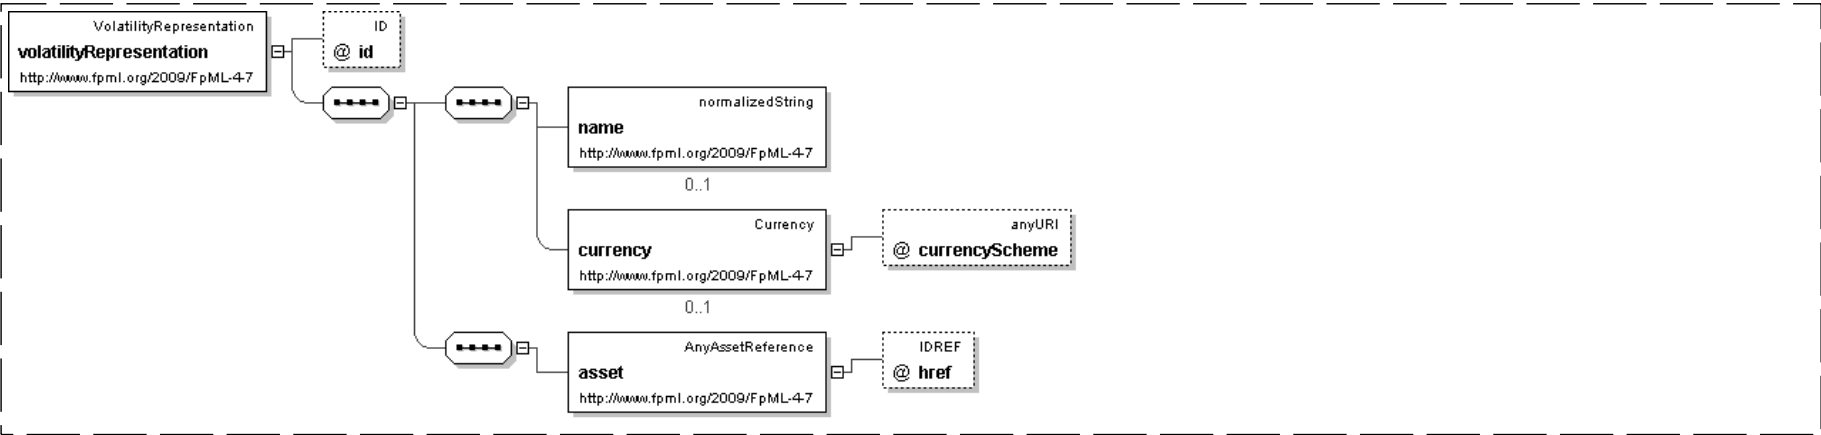 VolatilityRepresentation
volatilityRepresentation
http://www.fpml.org/2009/FpML-4-7
ID
@ id
normalizedString
name
http://www.fpml.org/2009/FpML-4-7
0..1
Currency
currency
http://www.fpml.org/2009/FpML-4-7
0..1
anyURI
@ currencyScheme
AnyAssetReference
asset
http://www.fpml.org/2009/FpML-4-7
IDREF
@ href